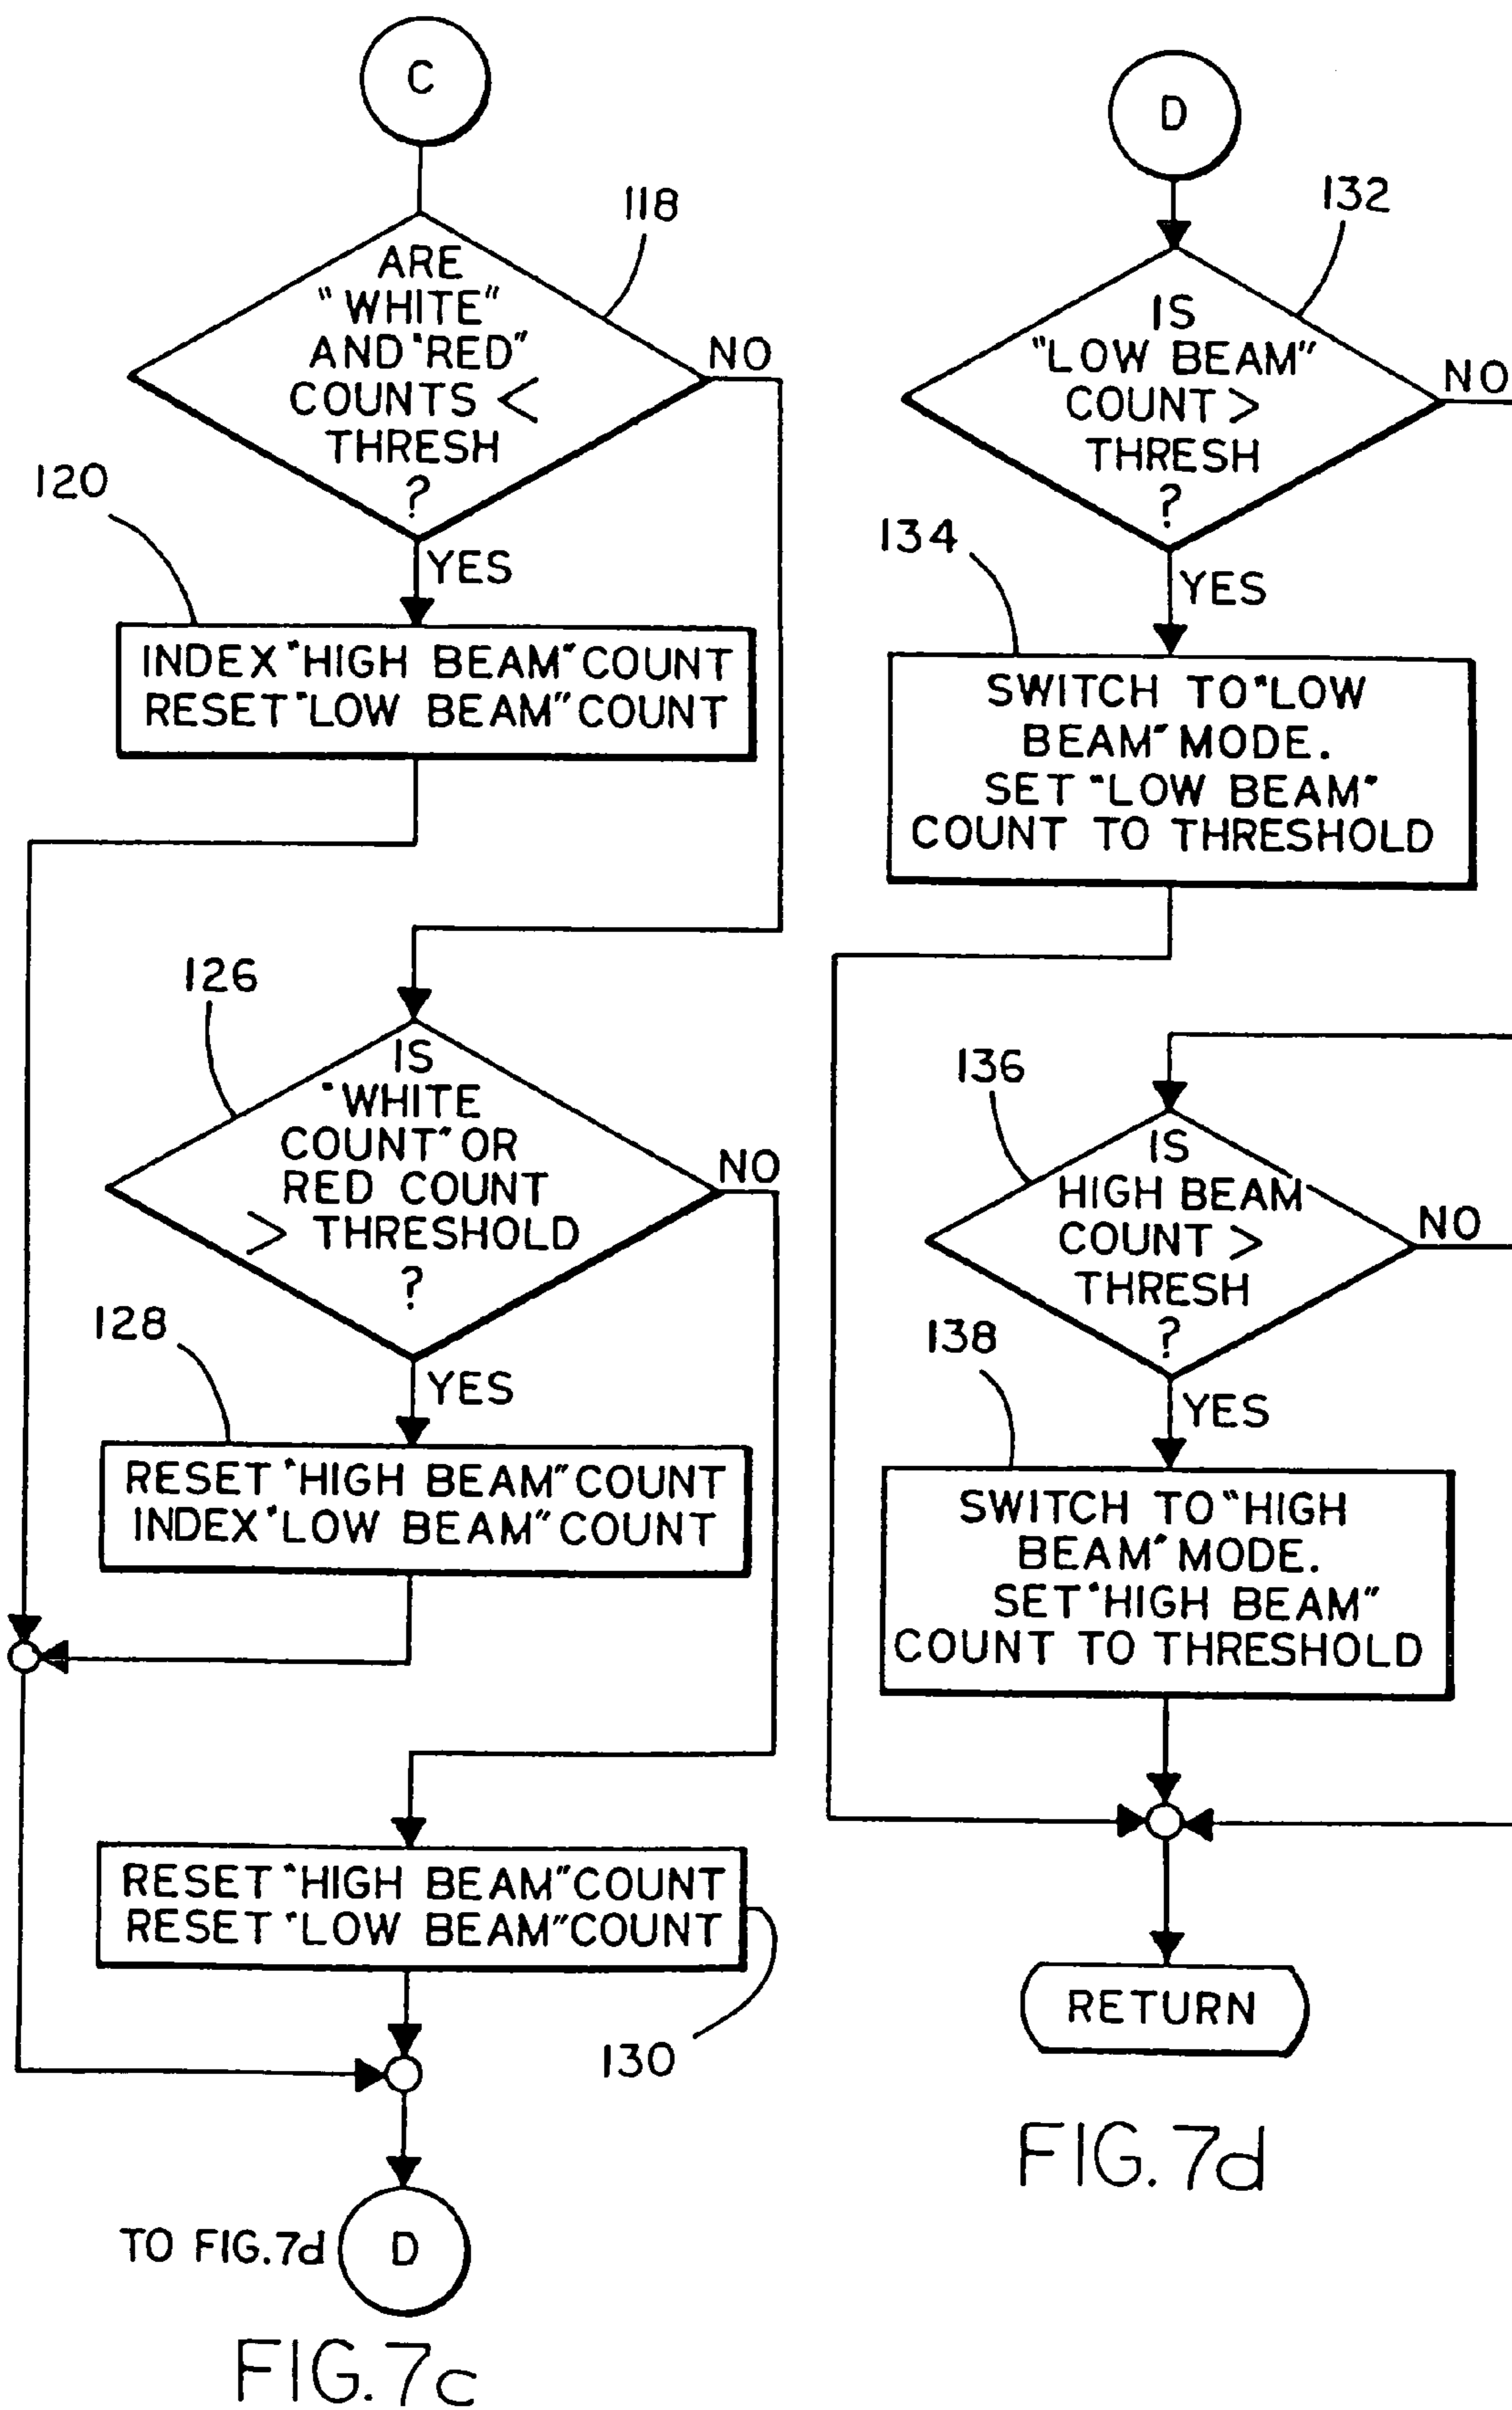 C
118
ARE
"WHITE"
AND "RED"
COUNTS <
THRESH
?
NO
YES
120
INDEX "HIGH BEAM" COUNT
RESET "LOW BEAM" COUNT
126
IS
"WHITE
COUNT" OR
RED COUNT
> THRESHOLD
?
NO
YES
128
RESET "HIGH BEAM" COUNT
INDEX "LOW BEAM" COUNT
RESET "HIGH BEAM" COUNT
RESET "LOW BEAM" COUNT
130
TO FIG.7d
D
FIG.7c
D
132
IS
"LOW BEAM"
COUNT >
THRESH
?
NO
YES
134
SWITCH TO "LOW
BEAM" MODE.
SET "LOW BEAM"
COUNT TO THRESHOLD
136
IS
HIGH BEAM
COUNT >
THRESH
?
NO
YES
138
SWITCH TO "HIGH
BEAM" MODE.
SET "HIGH BEAM"
COUNT TO THRESHOLD
RETURN
FIG.7d